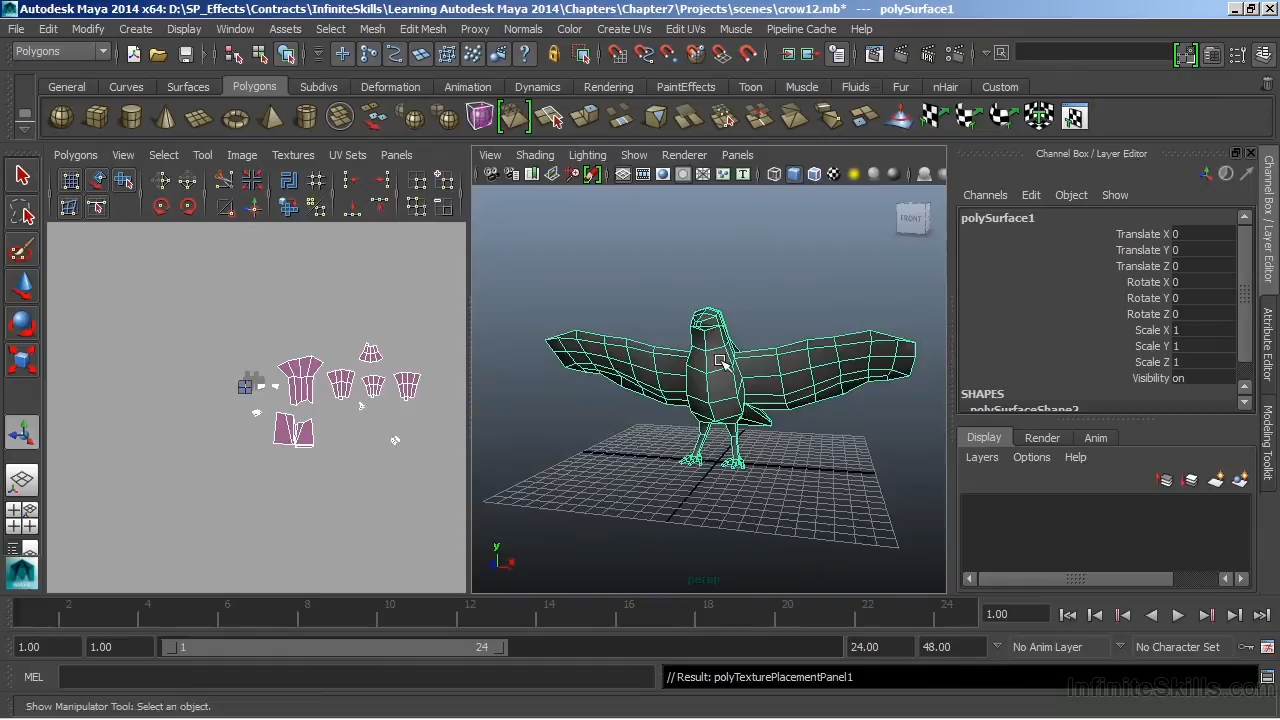 Autodesk Maya 2014 x64: D:\SP_Effects\Contracts\InfiniteSkills\Learning Autodesk Maya 2014\Chapters\Chapter7\Projects\scenes\crow12.mb*  ---  polySurface1
File Edit Modify Create Display Window Assets Select Mesh Edit Mesh Proxy Normals Color Create UVs Edit UVs Muscle Pipeline Cache Help
Polygons
General Curves Surfaces Polygons Subdivs Deformation Animation Dynamics Rendering PaintEffects Toon Muscle Fluids Fur nHair Custom
Polygons View Select Tool Image Textures UV Sets Panels
View Shading Lighting Show Renderer Panels
Channel Box / Layer Editor
Channels Edit Object Show
polySurface1
Translate X 0
Translate Y 0
Translate Z 0
Rotate X 0
Rotate Y 0
Rotate Z 0
Scale X 1
Scale Y 1
Scale Z 1
Visibility on
SHAPES
polySurfaceShape2
Display Render Anim
Layers Options Help
Channel Box / Layer Editor
Attribute Editor
Modeling Toolkit
FRONT
y
persp
2 4 6 8 10 12 14 16 18 20 22 24
1.00
1.00 1.00 1 24 24.00 48.00 No Anim Layer No Character Set
MEL
// Result: polyTexturePlacementPanel1
InfiniteSkills.com
Show Manipulator Tool: Select an object.